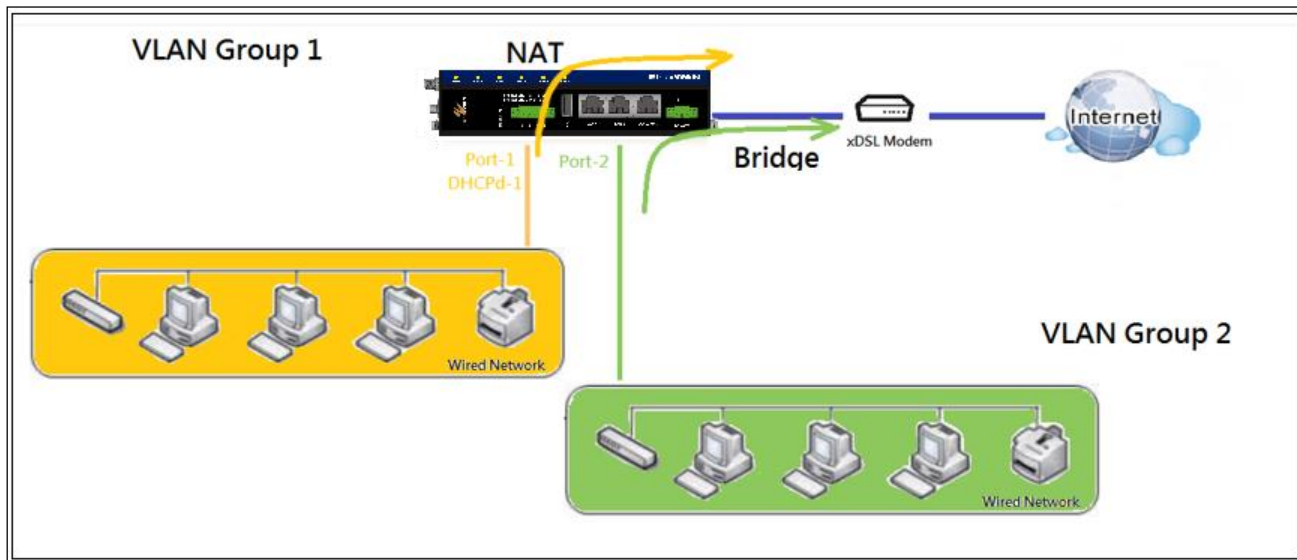 VLAN Group 1
NAT
Internet
xDSL Modem
Bridge
Port-1
DHCPd-1
Port-2
Wired Network
VLAN Group 2
Wired Network